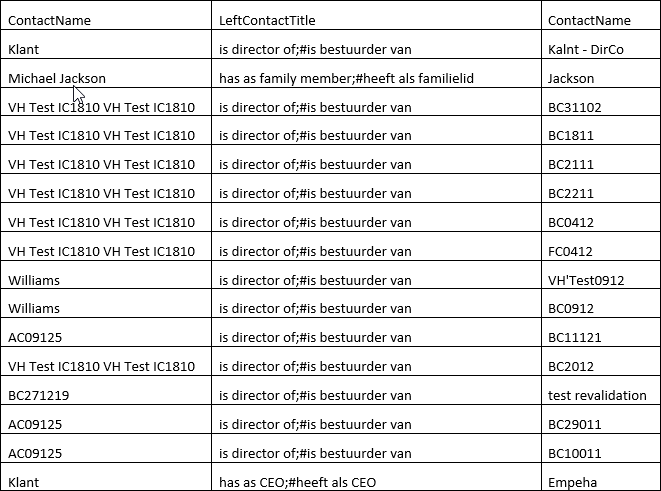 ContactName LeftContactTitle ContactName
Klant is director of;#is bestuurder van Kalnt - DirCo
Michael Jackson has as family member;#heeft als familielid Jackson
VH Test IC1810 VH Test IC1810 is director of;#is bestuurder van BC31102
VH Test IC1810 VH Test IC1810 is director of;#is bestuurder van BC1811
VH Test IC1810 VH Test IC1810 is director of;#is bestuurder van BC2111
VH Test IC1810 VH Test IC1810 is director of;#is bestuurder van BC2211
VH Test IC1810 VH Test IC1810 is director of;#is bestuurder van BC0412
VH Test IC1810 VH Test IC1810 is director of;#is bestuurder van FC0412
Williams is director of;#is bestuurder van VH'Test0912
Williams is director of;#is bestuurder van BC0912
AC09125 is director of;#is bestuurder van BC11121
VH Test IC1810 VH Test IC1810 is director of;#is bestuurder van BC2012
BC271219 is director of;#is bestuurder van test revalidation
AC09125 is director of;#is bestuurder van BC29011
AC09125 is director of;#is bestuurder van BC10011
Klant has as CEO;#heeft als CEO Empeha